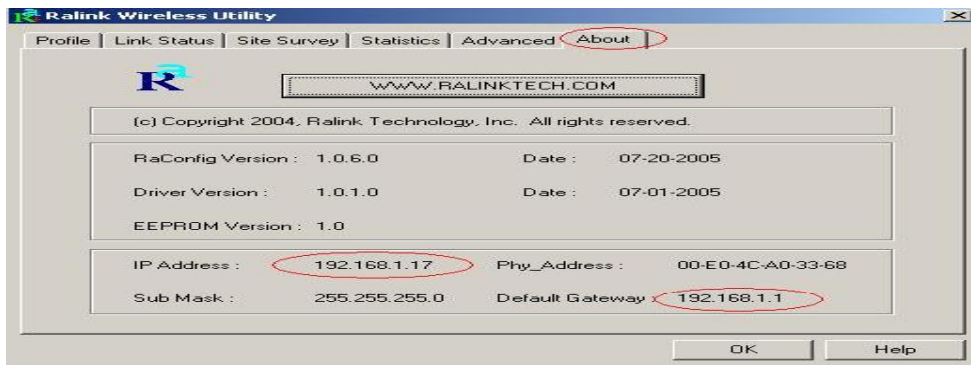 Ralink Wireless Utility
Profile | Link Status | Site Survey | Statistics | Advanced | About
Ra
WWW.RALINKTECH.COM
(c) Copyright 2004, Ralink Technology, Inc. All rights reserved.
RaConfig Version : 1.0.6.0 Date : 07-20-2005
Driver Version : 1.0.1.0 Date : 07-01-2005
EEPROM Version : 1.0
IP Address : 192.168.1.17 Phy_Address : 00-E0-4C-A0-33-68
Sub Mask : 255.255.255.0 Default Gateway : 192.168.1.1
OK Help